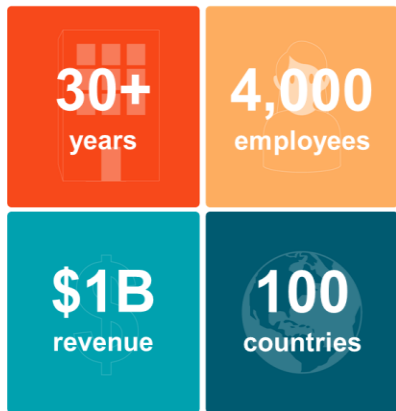 30+
years
4,000
employees
$1B
revenue
100
countries